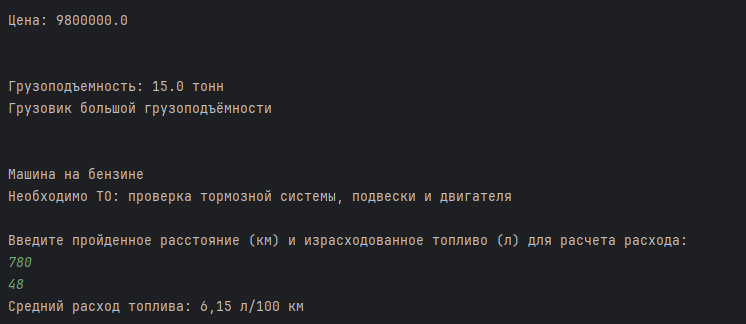 Цена: 9800000.0
Грузоподъемность: 15.0 тонн
Грузовик большой грузоподъёмности
Машина на бензине
Необходимо ТО: проверка тормозной системы, подвески и двигателя
Введите пройденное расстояние (км) и израсходованное топливо (л) для расчета расхода:
780
48
Средний расход топлива: 6,15 л/100 км